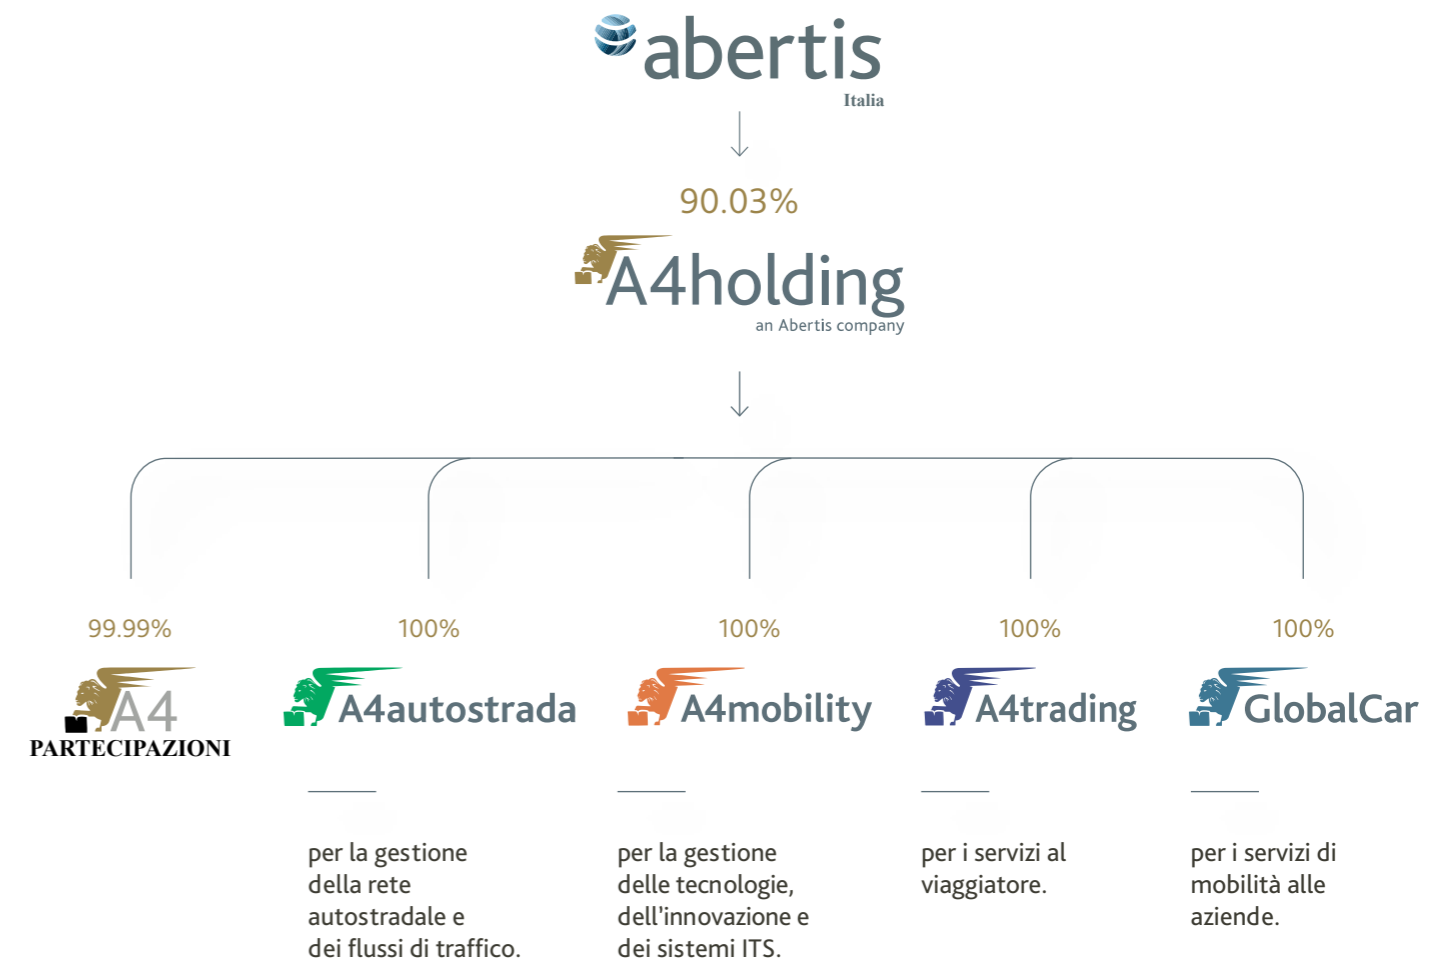 abertis
Italia
90.03%
A4holding
an Abertis company
99.99%
A4
PARTECIPAZIONI
100%
A4autostrada
per la gestione
della rete
autostradale e
dei flussi di traffico.
100%
A4mobility
per la gestione
delle tecnologie,
dell'innovazione e
dei sistemi ITS.
100%
A4trading
per i servizi al
viaggiatore.
100%
GlobalCar
per i servizi di
mobilità alle
aziende.